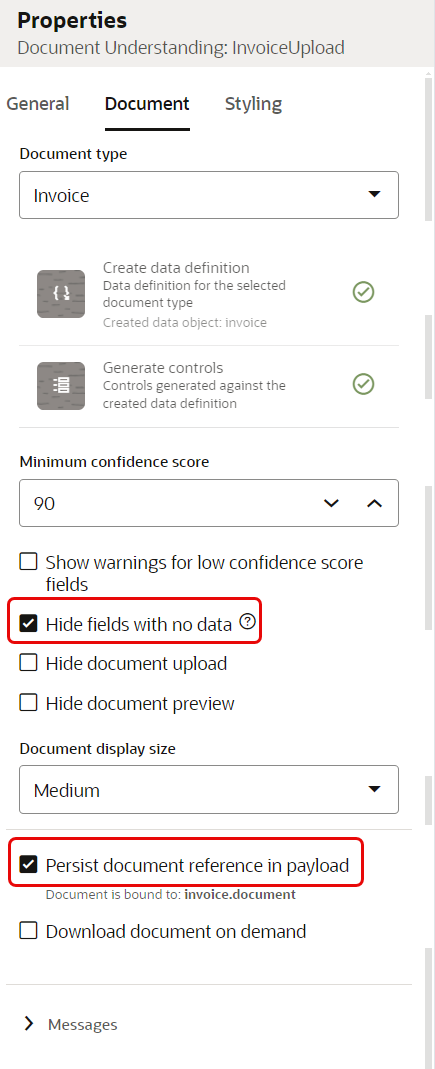 Properties
Document Understanding: InvoiceUpload
General Document Styling
Document type
Invoice
Create data definition
Data definition for the selected
document type
Created data object: invoice
Generate controls
Controls generated against the
created data definition
Minimum confidence score
90
Show warnings for low confidence score
fields
Hide fields with no data ?
Hide document upload
Hide document preview
Document display size
Medium
Persist document reference in payload
Document is bound to: invoice.document
Download document on demand
Messages